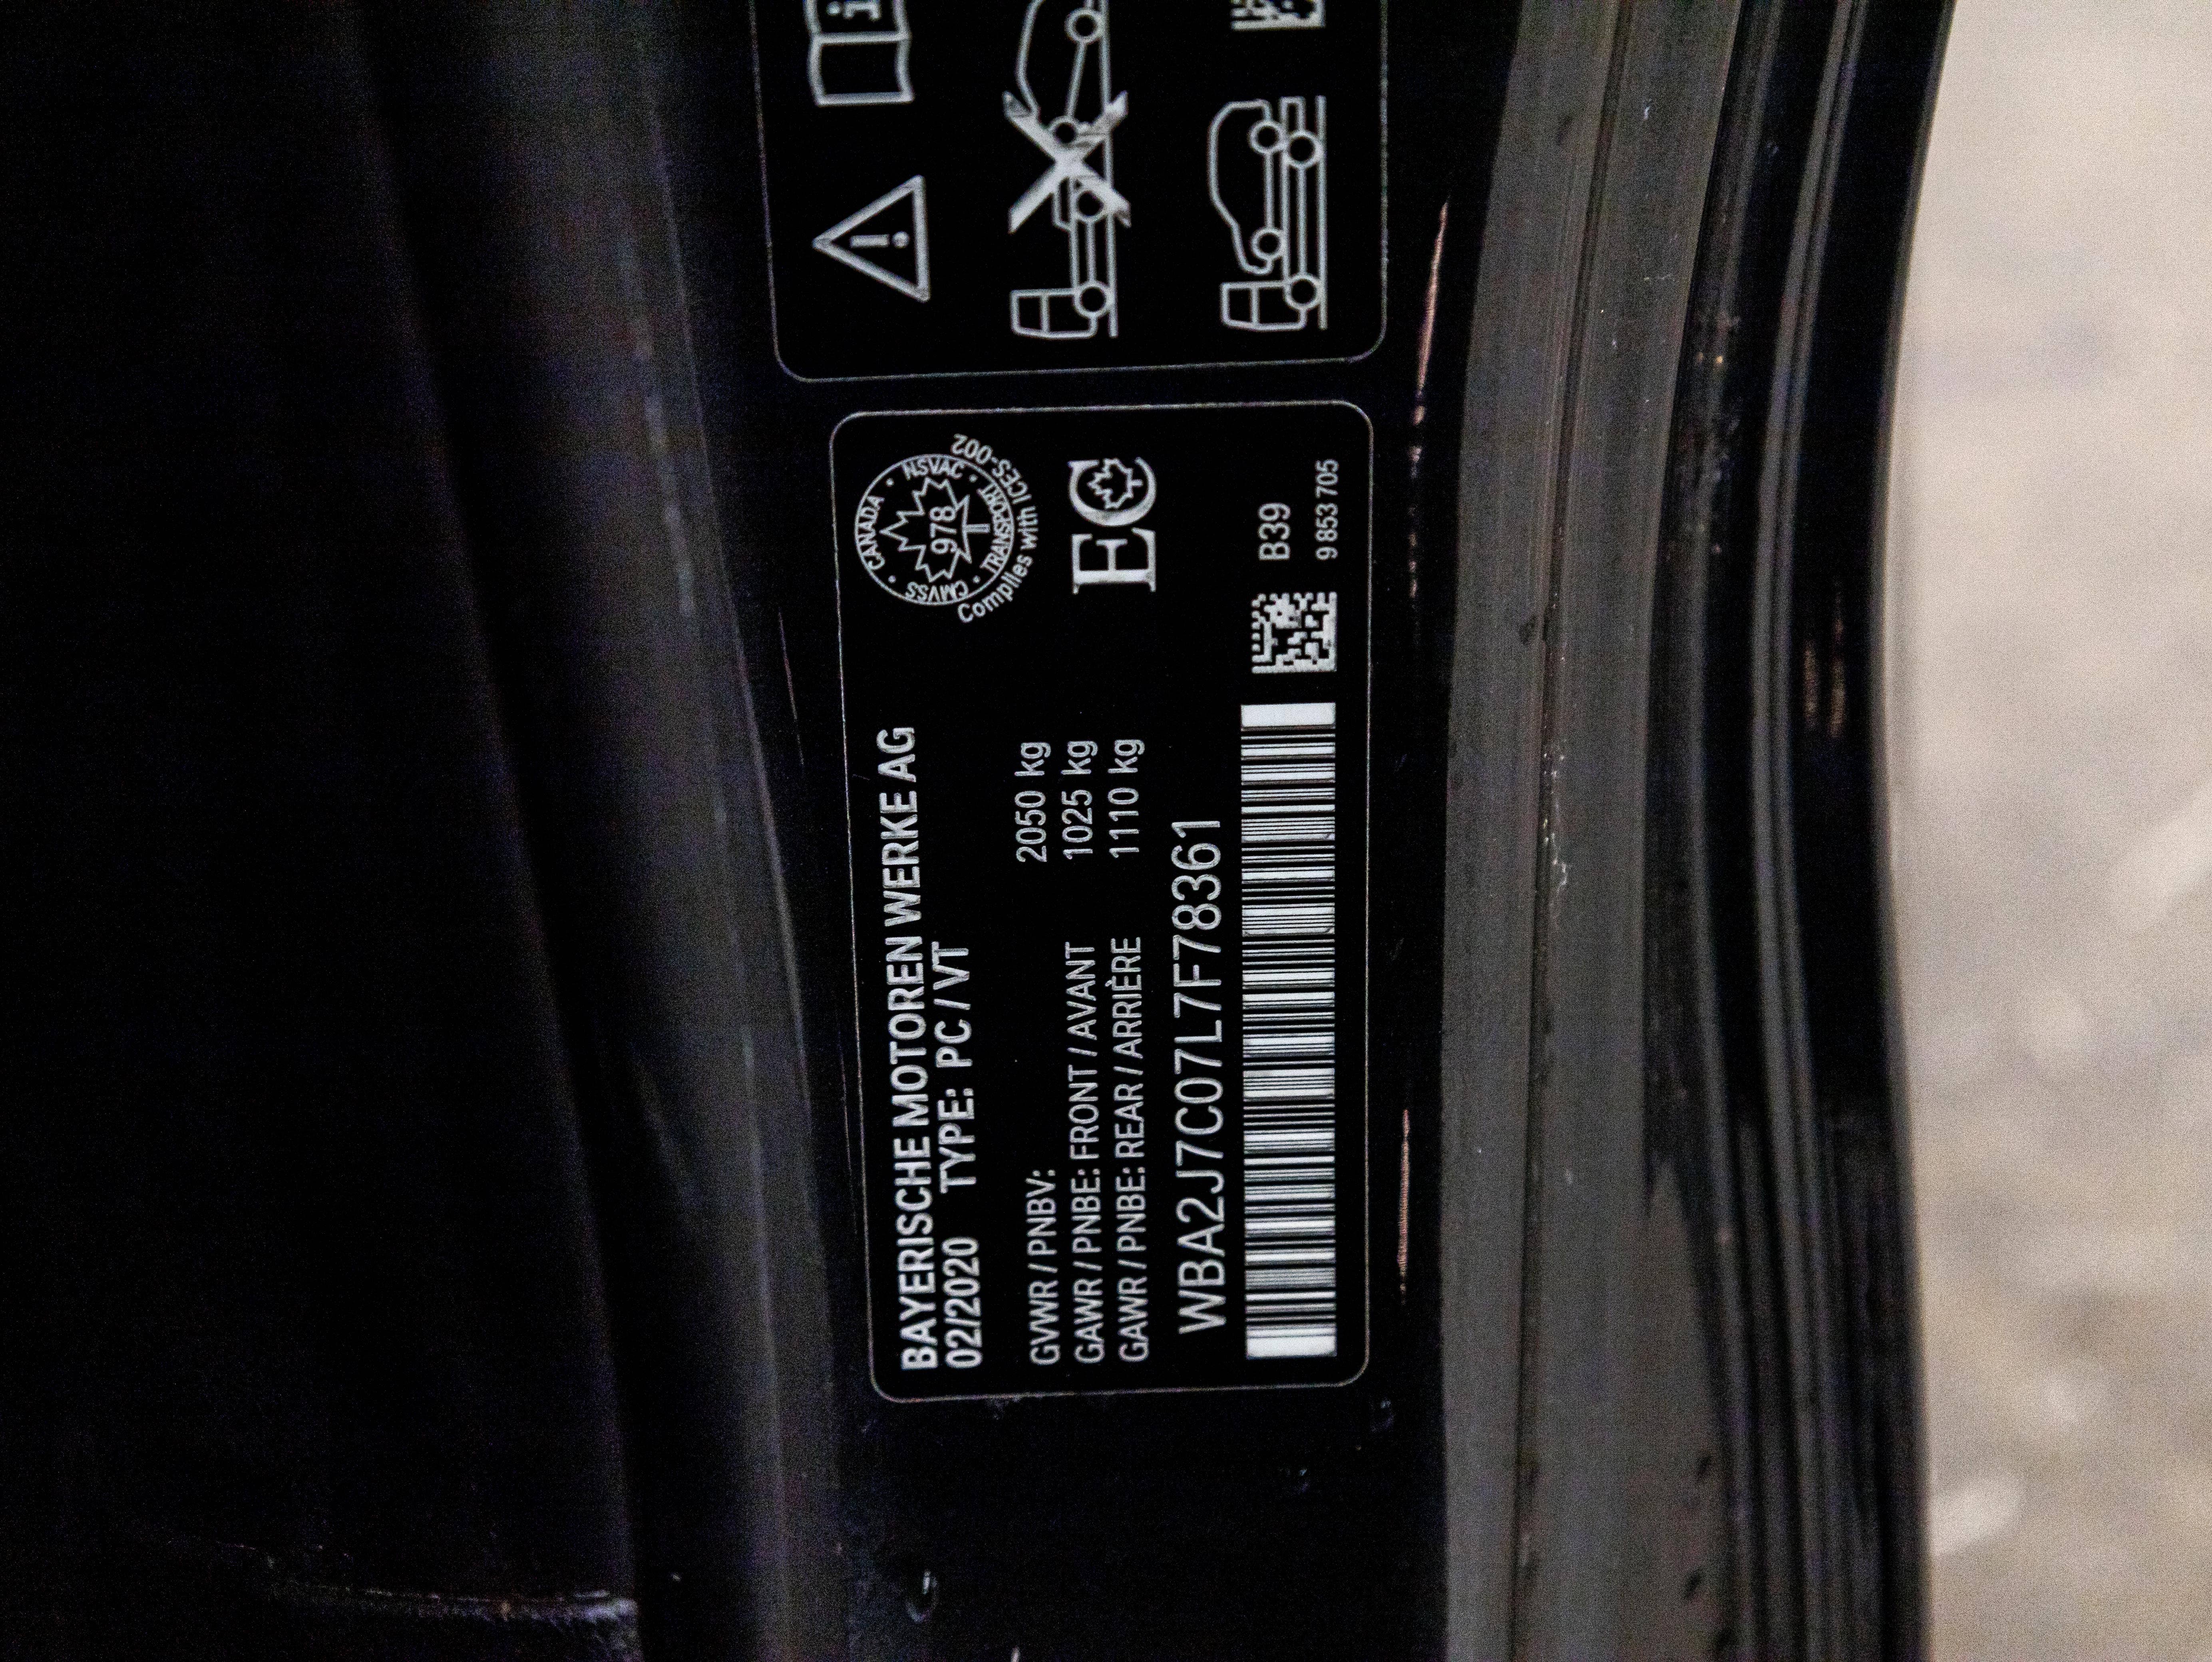 BAYERISCHE MOTOREN WERKE AG
02/2020 TYPE: PC / VT
GVWR / PNBV: 2050 kg
GAWR / PNBE: FRONT / AVANT 1025 kg
GAWR / PNBE: REAR / ARRIÈRE 1110 kg
WBA2J7C07L7F78361
CANADA · NSVAC · TRANSPORT · CMVSS ·
978
Complies with ICES-002
EC
B39
9 853 705
i